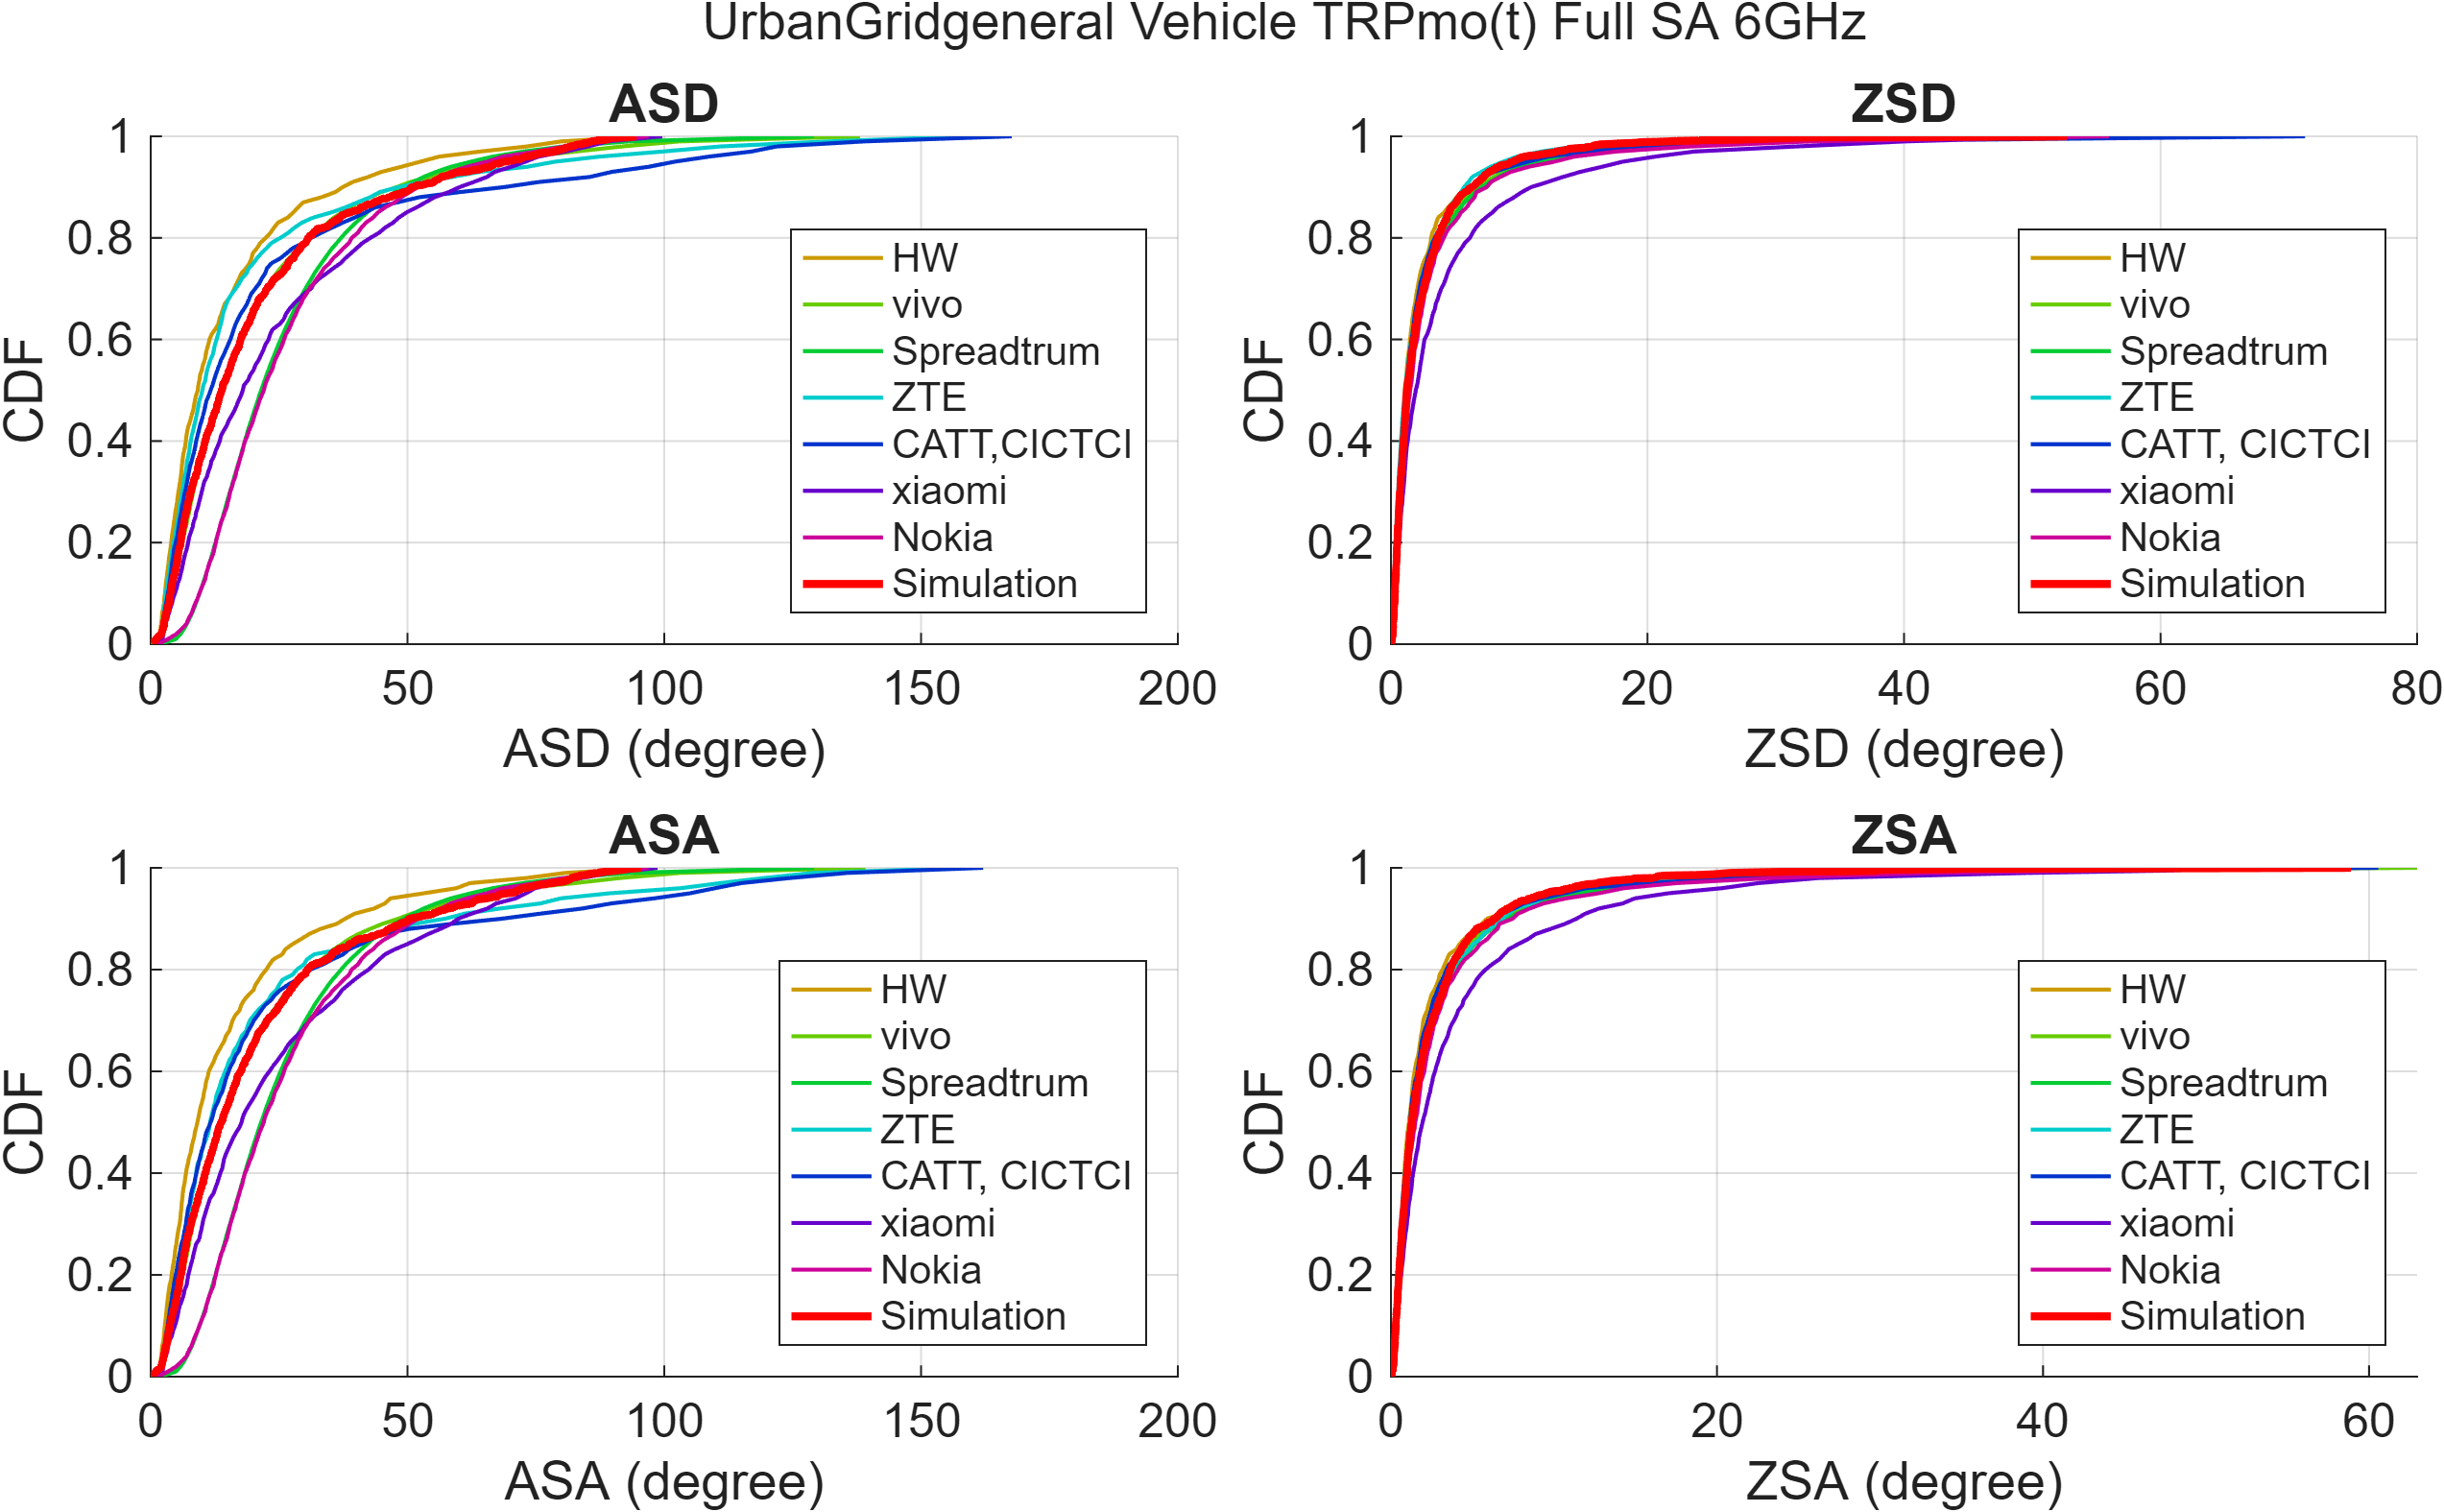 UrbanGridgeneral Vehicle TRPmo(t) Full SA 6GHz
ASD
CDF
1
0.8
0.6
0.4
0.2
0
0 50 100 150 200
ASD (degree)
HW
vivo
Spreadtrum
ZTE
CATT,CICTCI
xiaomi
Nokia
Simulation
ZSD
CDF
1
0.8
0.6
0.4
0.2
0
0 20 40 60 80
ZSD (degree)
HW
vivo
Spreadtrum
ZTE
CATT, CICTCI
xiaomi
Nokia
Simulation
ASA
CDF
1
0.8
0.6
0.4
0.2
0
0 50 100 150 200
ASA (degree)
HW
vivo
Spreadtrum
ZTE
CATT, CICTCI
xiaomi
Nokia
Simulation
ZSA
CDF
1
0.8
0.6
0.4
0.2
0
0 20 40 60
ZSA (degree)
HW
vivo
Spreadtrum
ZTE
CATT, CICTCI
xiaomi
Nokia
Simulation